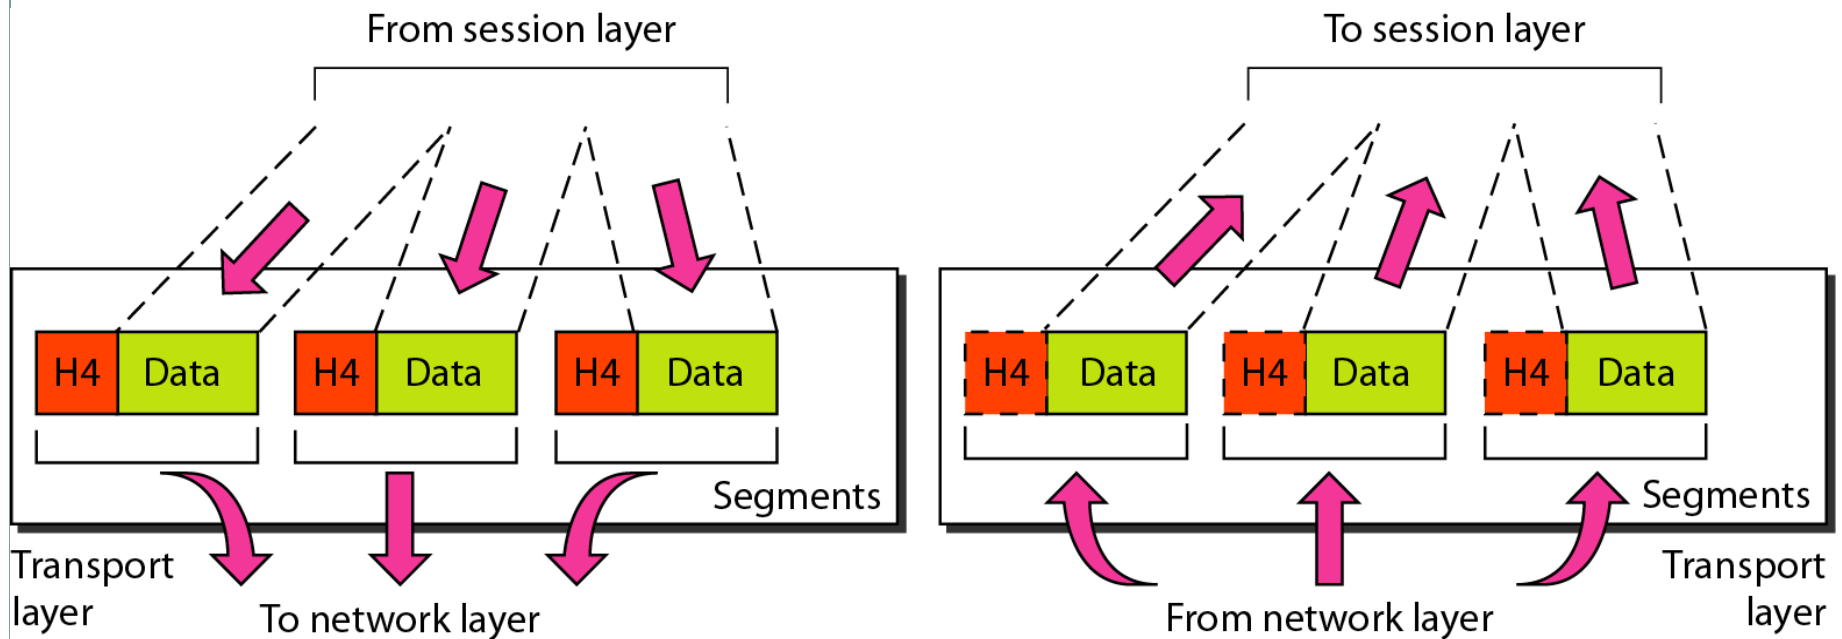 From session layer
To session layer
H4 Data H4 Data H4 Data
H4 Data H4 Data H4 Data
Segments
Segments
Transport
layer
To network layer
From network layer
Transport
layer